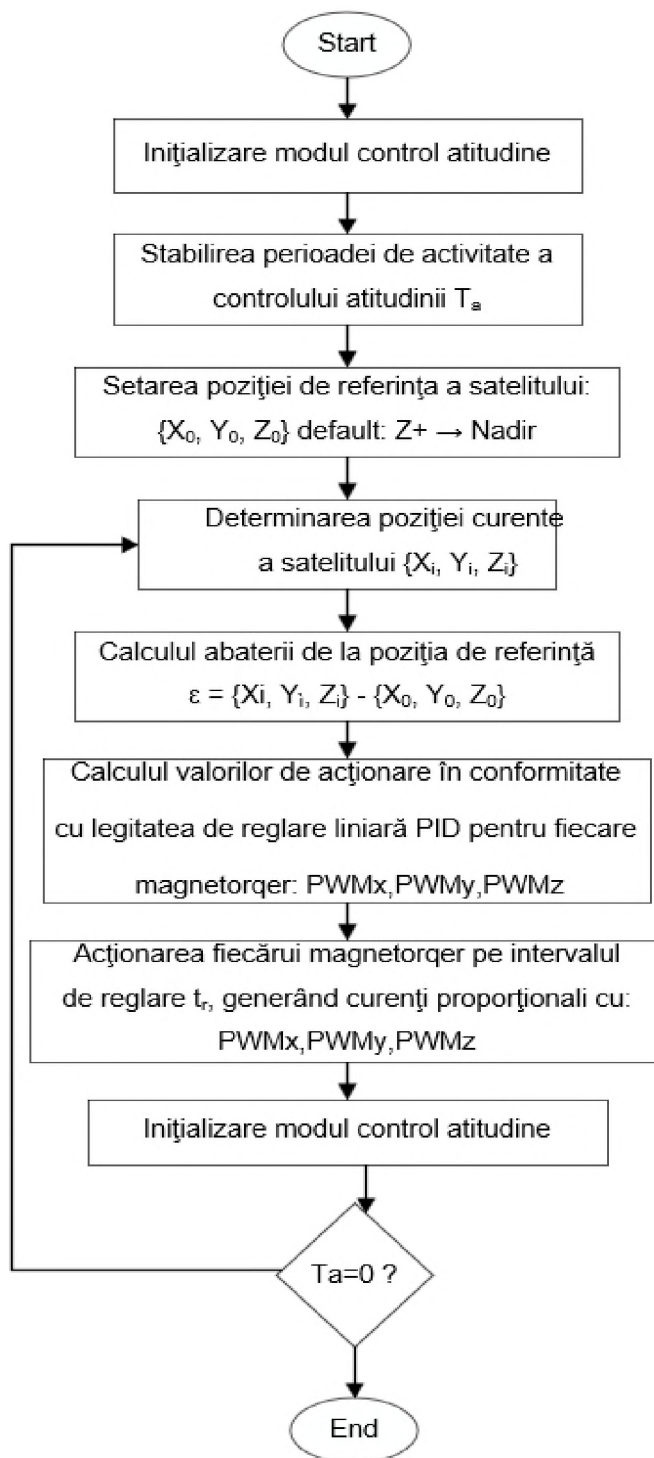 Start
Iniţializare modul control atitudine
Stabilirea perioadei de activitate a
controlului atitudinii Tₐ
Setarea poziţiei de referinţa a satelitului:
{X₀, Y₀, Z₀} default: Z+ → Nadir
Determinarea poziţiei curente
a satelitului {Xᵢ, Yᵢ, Zᵢ}
Calculul abaterii de la poziţia de referinţă
ε = {Xi, Yᵢ, Zᵢ} - {X₀, Y₀, Z₀}
Calculul valorilor de acţionare în conformitate
cu legitatea de reglare liniară PID pentru fiecare
magnetorqer: PWMx,PWMy,PWMz
Acţionarea fiecărui magnetorqer pe intervalul
de reglare tᵣ, generând curenţi proporţionali cu:
PWMx,PWMy,PWMz
Iniţializare modul control atitudine
Ta=0 ?
End